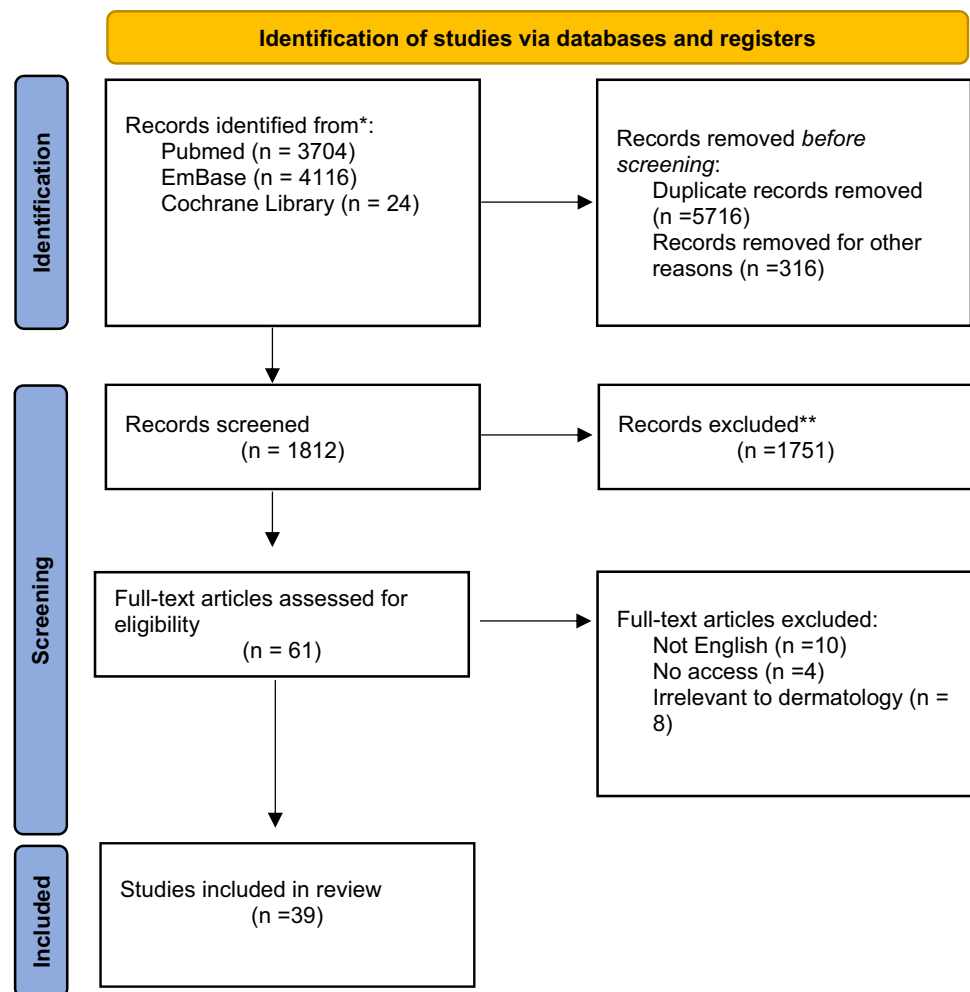 Identification of studies via databases and registers
Identification
Records identified from*:
Pubmed (n = 3704)
EmBase (n = 4116)
Cochrane Library (n = 24)
Records removed before
screening:
Duplicate records removed
(n =5716)
Records removed for other
reasons (n =316)
Screening
Records screened
(n = 1812)
Records excluded**
(n =1751)
Full-text articles assessed for
eligibility
(n = 61)
Full-text articles excluded:
Not English (n =10)
No access (n =4)
Irrelevant to dermatology (n =
8)
Included
Studies included in review
(n =39)